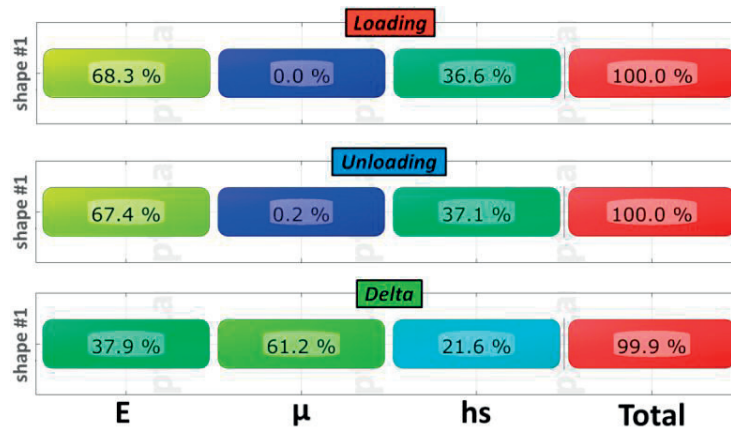 Loading
shape #1
68.3 % 0.0 % 36.6 % 100.0 %
Unloading
shape #1
67.4 % 0.2 % 37.1 % 100.0 %
Delta
shape #1
37.9 % 61.2 % 21.6 % 99.9 %
E μ hs Total